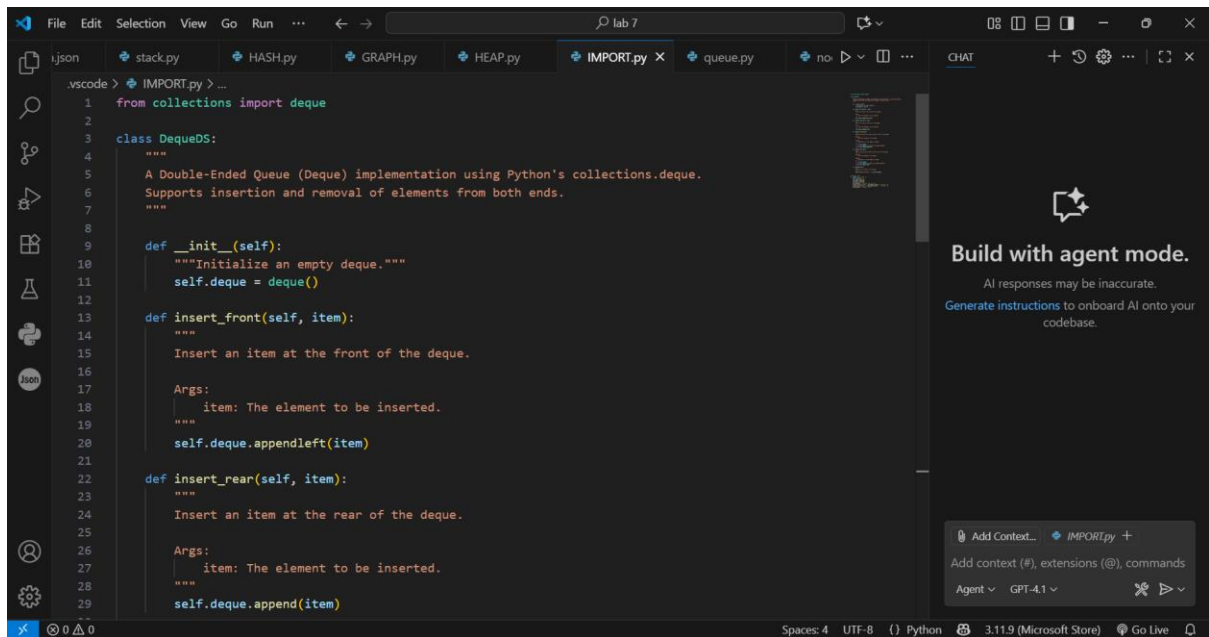 File Edit Selection View Go Run ... lab 7
.json stack.py HASH.py GRAPH.py HEAP.py IMPORT.py queue.py
.vscode > IMPORT.py > ...
1 from collections import deque
2
3 class DequeDS:
4 """
5 A Double-Ended Queue (Deque) implementation using Python's collections.deque.
6 Supports insertion and removal of elements from both ends.
7 """
8
9 def __init__(self):
10 """Initialize an empty deque."""
11 self.deque = deque()
12
13 def insert_front(self, item):
14 """
15 Insert an item at the front of the deque.
16
17 Args:
18 item: The element to be inserted.
19 """
20 self.deque.appendleft(item)
21
22 def insert_rear(self, item):
23 """
24 Insert an item at the rear of the deque.
25
26 Args:
27 item: The element to be inserted.
28 """
29 self.deque.append(item)
CHAT
Build with agent mode.
AI responses may be inaccurate.
Generate instructions to onboard AI onto your
codebase.
Add Context... IMPORT.py +
Add context (#), extensions (@), commands
Agent GPT-4.1
Json
0 0 Spaces: 4 UTF-8 {} Python 3.11.9 (Microsoft Store) Go Live